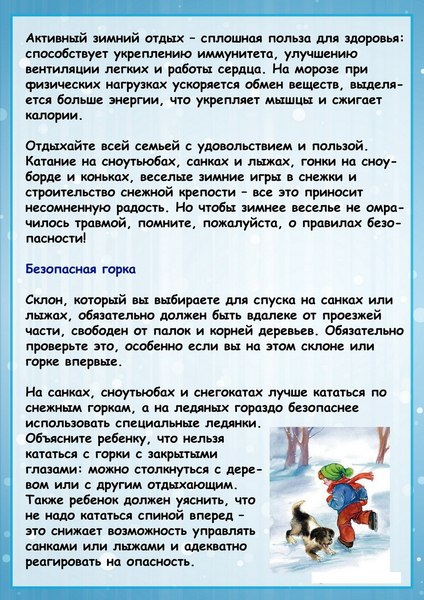 Активный зимний отдых – сплошная польза для здоровья:
способствует укреплению иммунитета, улучшению
вентиляции легких и работы сердца. На морозе при
физических нагрузках ускоряется обмен веществ, выделя-
ется больше энергии, что укрепляет мышцы и сжигает
калории.
Отдыхайте всей семьей с удовольствием и пользой.
Катание на сноутьюбах, санках и лыжах, гонки на сноу-
борде и коньках, веселые зимние игры в снежки и
строительство снежной крепости – все это приносит
несомненную радость. Но чтобы зимнее веселье не омра-
чилось травмой, помните, пожалуйста, о правилах безо-
пасности!
Безопасная горка
Склон, который вы выбираете для спуска на санках или
лыжах, обязательно должен быть вдалеке от проезжей
части, свободен от палок и корней деревьев. Обязательно
проверьте это, особенно если вы на этом склоне или
горке впервые.
На санках, сноутьюбах и снегокатах лучше кататься по
снежным горкам, а на ледяных гораздо безопаснее
использовать специальные ледянки.
Объясните ребенку, что нельзя
кататься с горки с закрытыми
глазами: можно столкнуться с дере-
вом или с другим отдыхающим.
Также ребенок должен уяснить, что
не надо кататься спиной вперед –
это снижает возможность управлять
санками или лыжами и адекватно
реагировать на опасность.